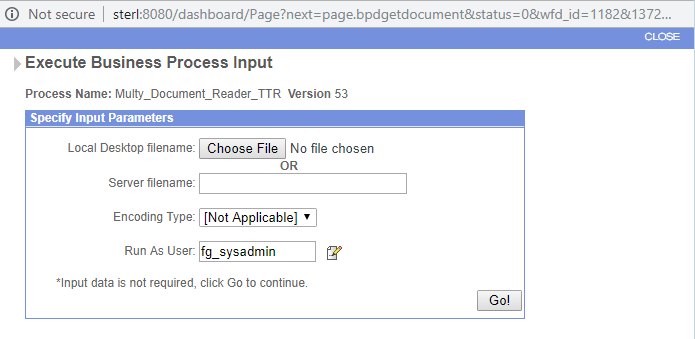 Not secure sterl:8080/dashboard/Page?next=page.bpdgetdocument&status=0&wfd_id=1182&1372...
CLOSE
Execute Business Process Input
Process Name: Multy_Document_Reader_TTR Version 53
Specify Input Parameters
Local Desktop filename: Choose File No file chosen
OR
Server filename:
Encoding Type: [Not Applicable]
Run As User: fg_sysadmin
*Input data is not required, click Go to continue.
Go!